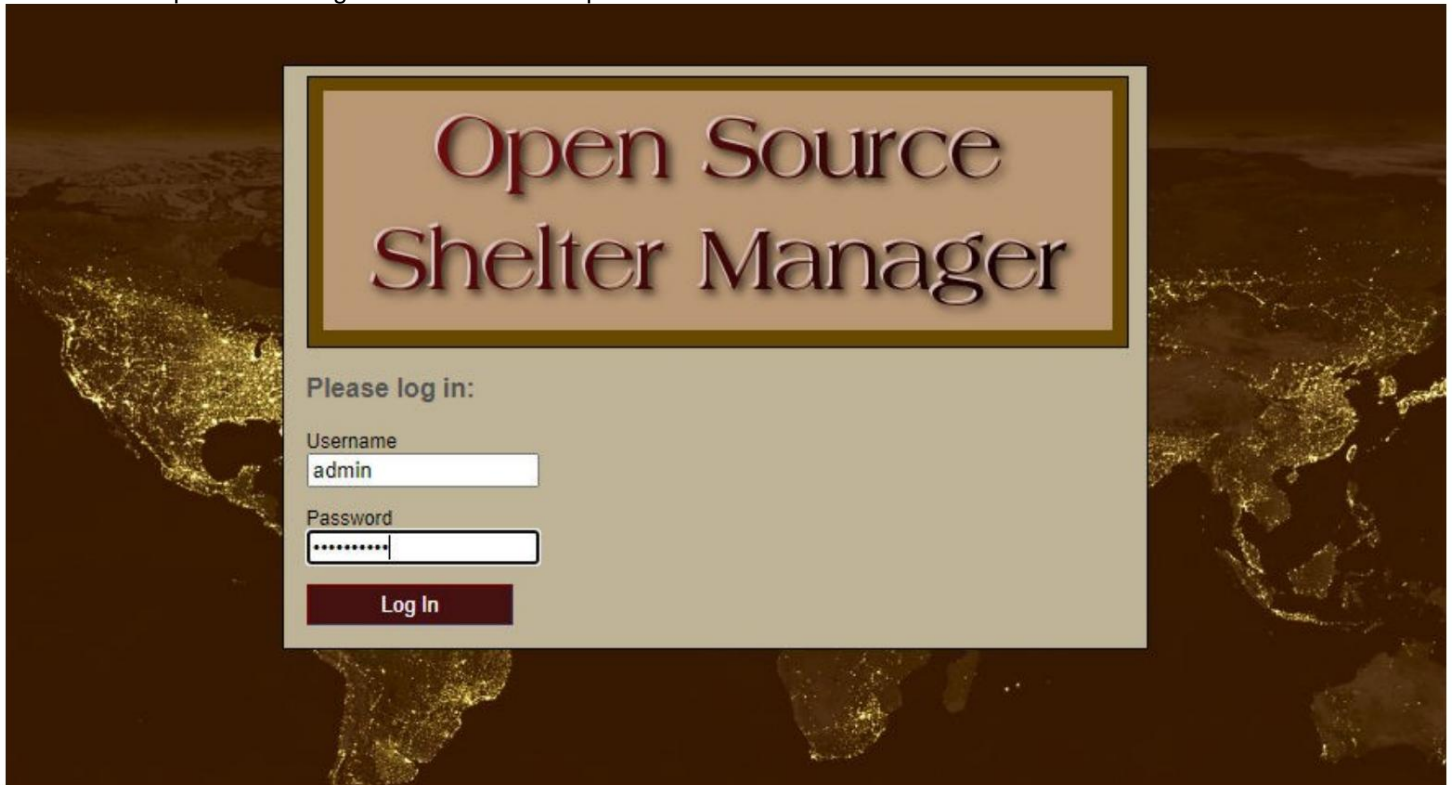 Open Source
Shelter Manager
Please log in:
Username
admin
Password
••••••••••
Log In